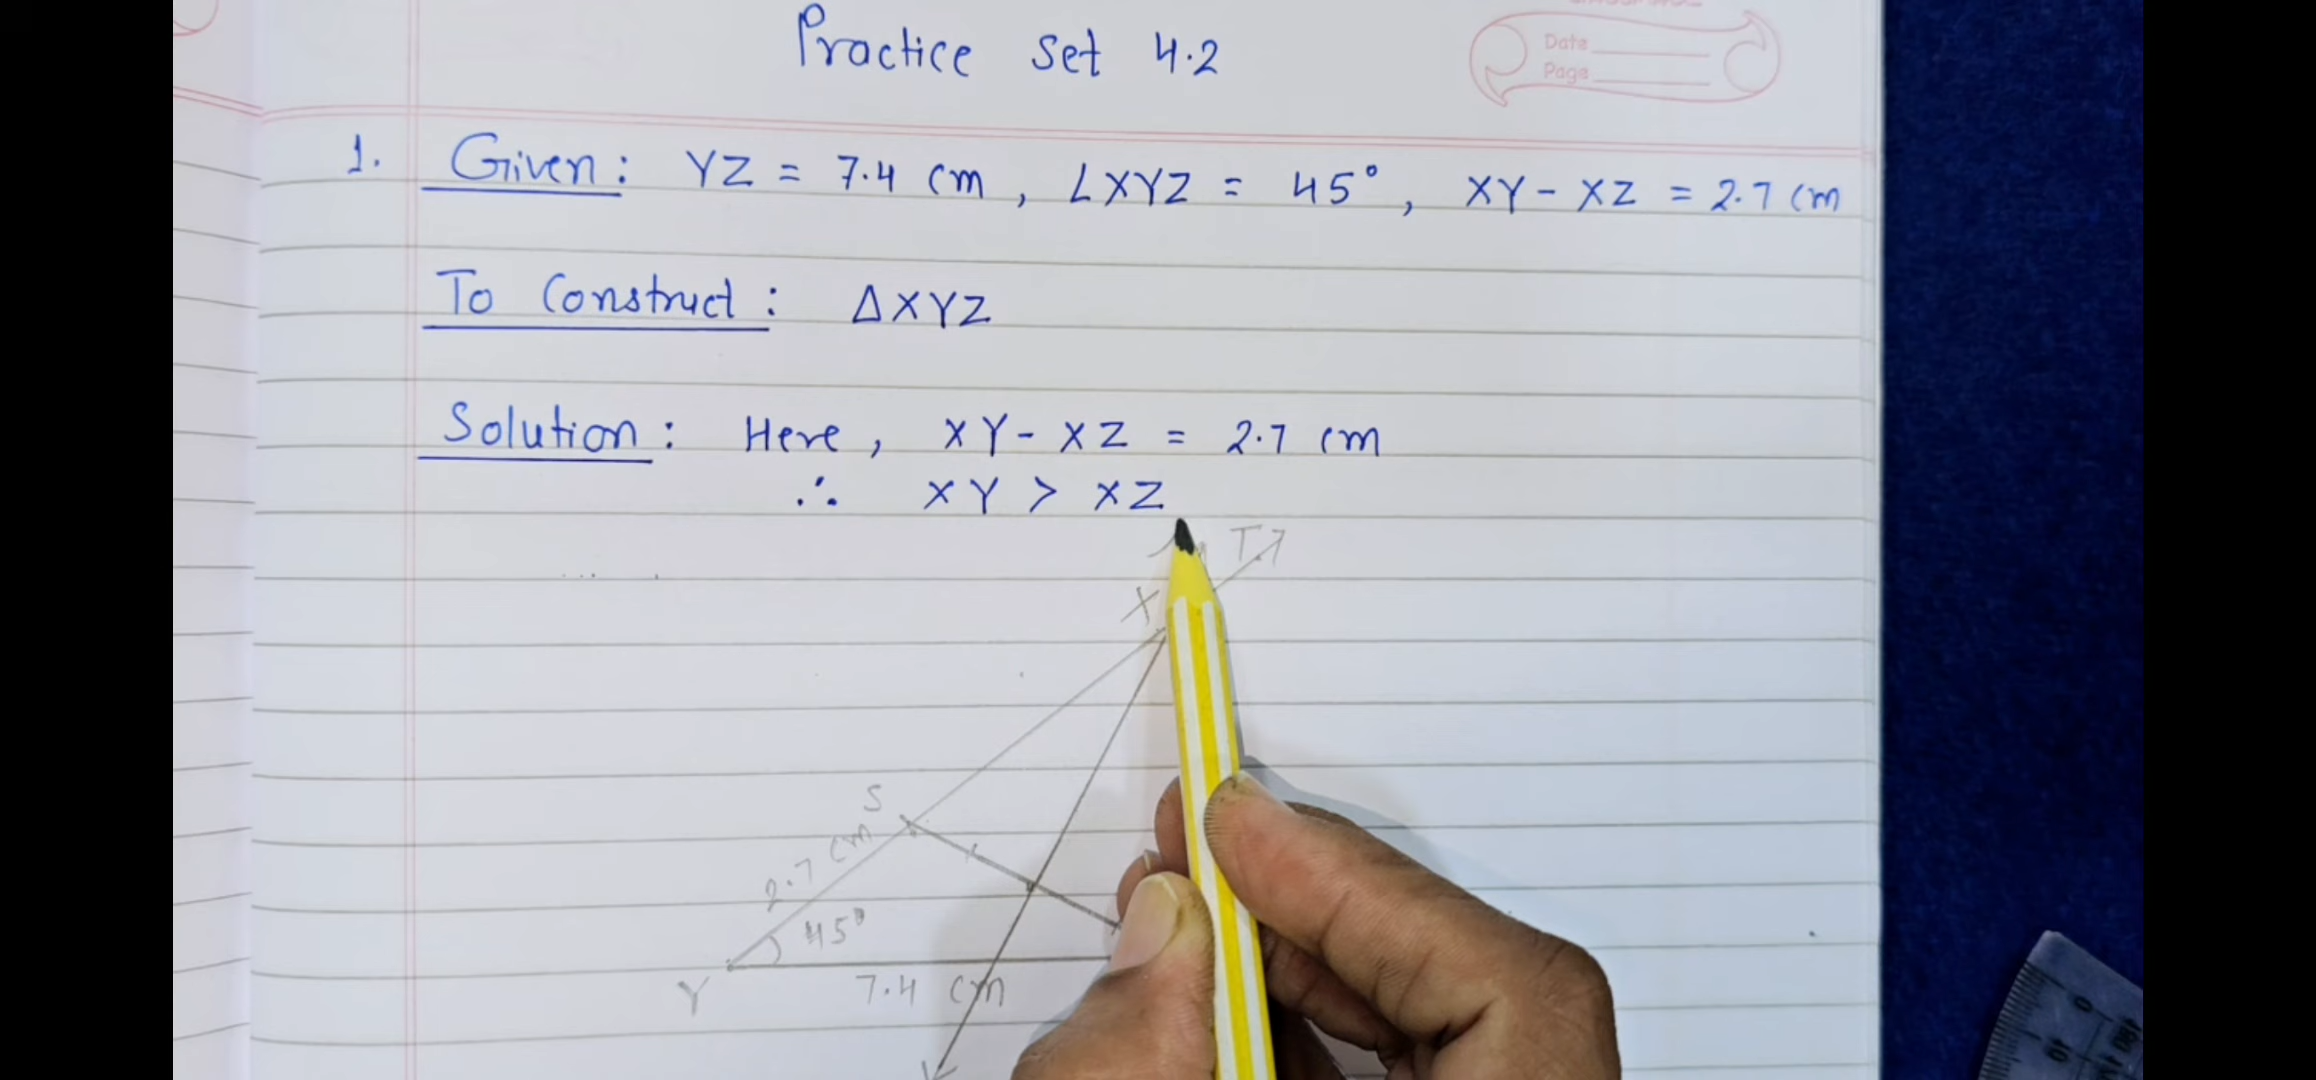 Practice Set 4.2
Date
Page
1. Given: YZ = 7.4 cm, ∠XYZ = 45°, XY - XZ = 2.7 cm
To Construct: ΔXYZ
Solution: Here, XY - XZ = 2.7 cm
∴ XY > XZ
T
X
S
2.7 cm
45°
Y
7.4 cm